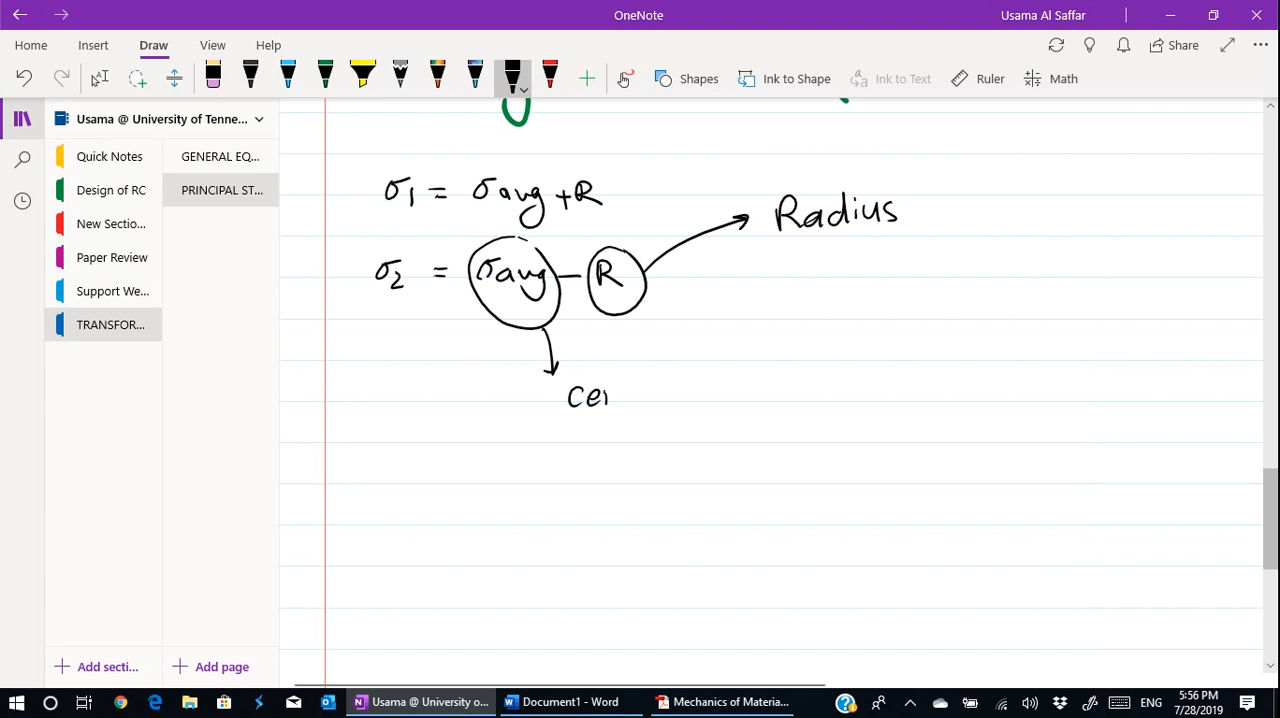 OneNote
Usama Al Saffar
Home Insert Draw View Help
Share
Shapes Ink to Shape Ink to Text Ruler Math
Usama @ University of Tenne...
Quick Notes
Design of RC
New Sectio...
Paper Review
Support We...
TRANSFOR...
GENERAL EQ...
PRINCIPAL ST...
σ1 = σavg + R
σ2 = σavg − R
Radius
Cen
Add secti...
Add page
Usama @ University o...
Document1 - Word
Mechanics of Materia...
ENG
5:56 PM
7/28/2019